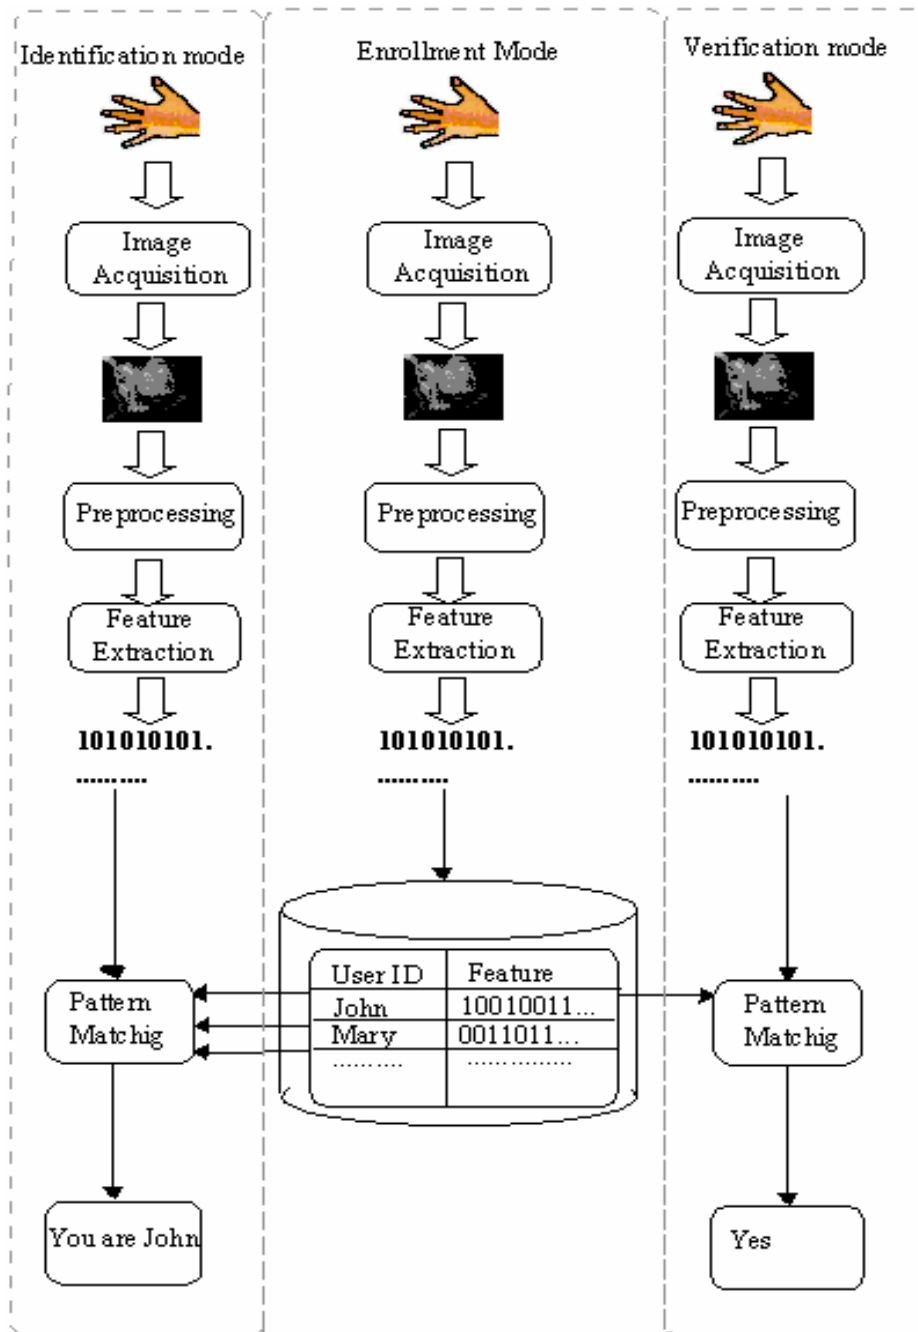 Identification mode
Image
Acquisition
Preprocessing
Feature
Extraction
101010101.
..........
Pattern
Matchig
You are John
Enrollment Mode
Image
Acquisition
Preprocessing
Feature
Extraction
101010101.
..........
User ID Feature
John 10010011...
Mary 0011011...
.......... ...............
Verification mode
Image
Acquisition
Preprocessing
Feature
Extraction
101010101.
..........
Pattern
Matchig
Yes